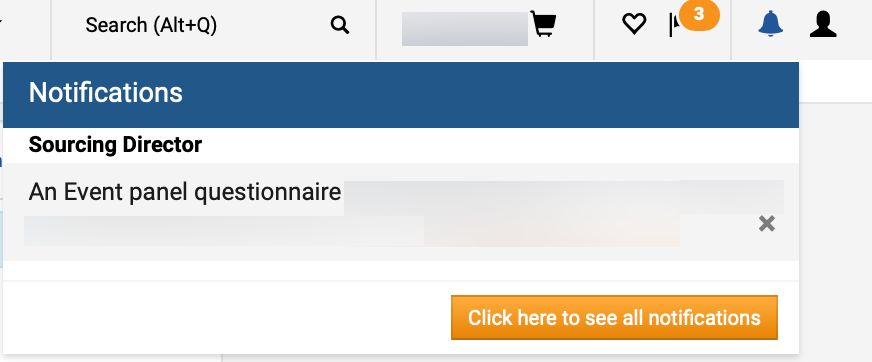 Search (Alt+Q)
3
Notifications
Sourcing Director
An Event panel questionnaire
Click here to see all notifications